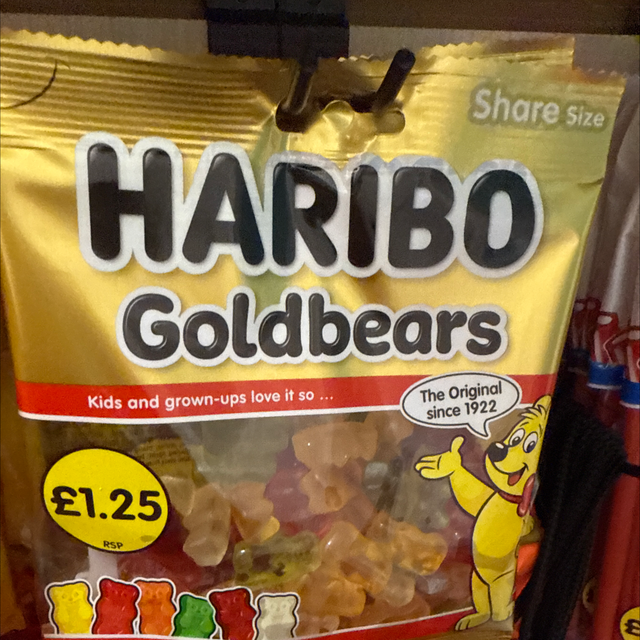 Share Size
HARIBO
Goldbears
Kids and grown-ups love it so ...
The Original
since 1922
£1.25
RSP
£